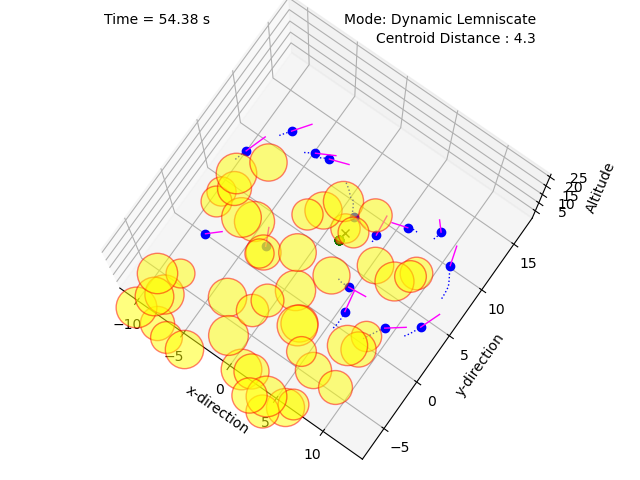 Time = 54.38 s
Mode: Dynamic Lemniscate
Centroid Distance : 4.3
25
20
15
10
5
Altitude
15
10
5
0
−5
y-direction
−10
−5
0
5
10
x-direction